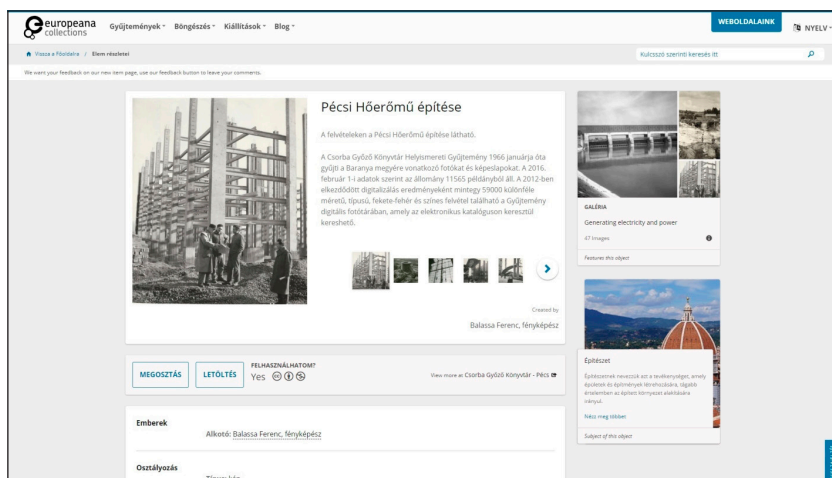 europeana
collections
Gyűjtemények
Böngészés
Kiállítások
Blog
WEBOLDALAINK
NYELV
Vissza a Főoldalra / Elem részletei
Kulcsszó szerinti keresés itt
We want your feedback on our new item page, use our feedback button to leave your comments.
Pécsi Hőerőmű építése
A felvételeken a Pécsi Hőerőmű építése látható.
A Csorba Győző Könyvtár Helyismereti Gyűjtemény 1966 januárja óta
gyűjti a Baranya megyére vonatkozó fotókat és képeslapokat. A 2016.
február 1-i adatok szerint az állomány 11565 példányból áll. A 2012-ben
elkezdődött digitalizálás eredményeként mintegy 59000 különféle
méretű, típusú, fekete-fehér és színes felvétel található a Gyűjtemény
digitális fotótárában, amely az elektronikus katalóguson keresztül
kereshető.
Created by
Balassa Ferenc, fényképész
MEGOSZTÁS
LETÖLTÉS
FELHASZNÁLHATOM?
Yes
View more at Csorba Győző Könyvtár - Pécs
Emberek
Alkotó: Balassa Ferenc, fényképész
Osztályozás
GALÉRIA
Generating electricity and power
47 Images
Features this object
Építészet
Építészetnek nevezzük azt a tevékenységet, amely
épületek és építmények létrehozására, tágabb
értelemben az épített környezet alakítására
irányul.
Nézz meg többet
Subject of this object